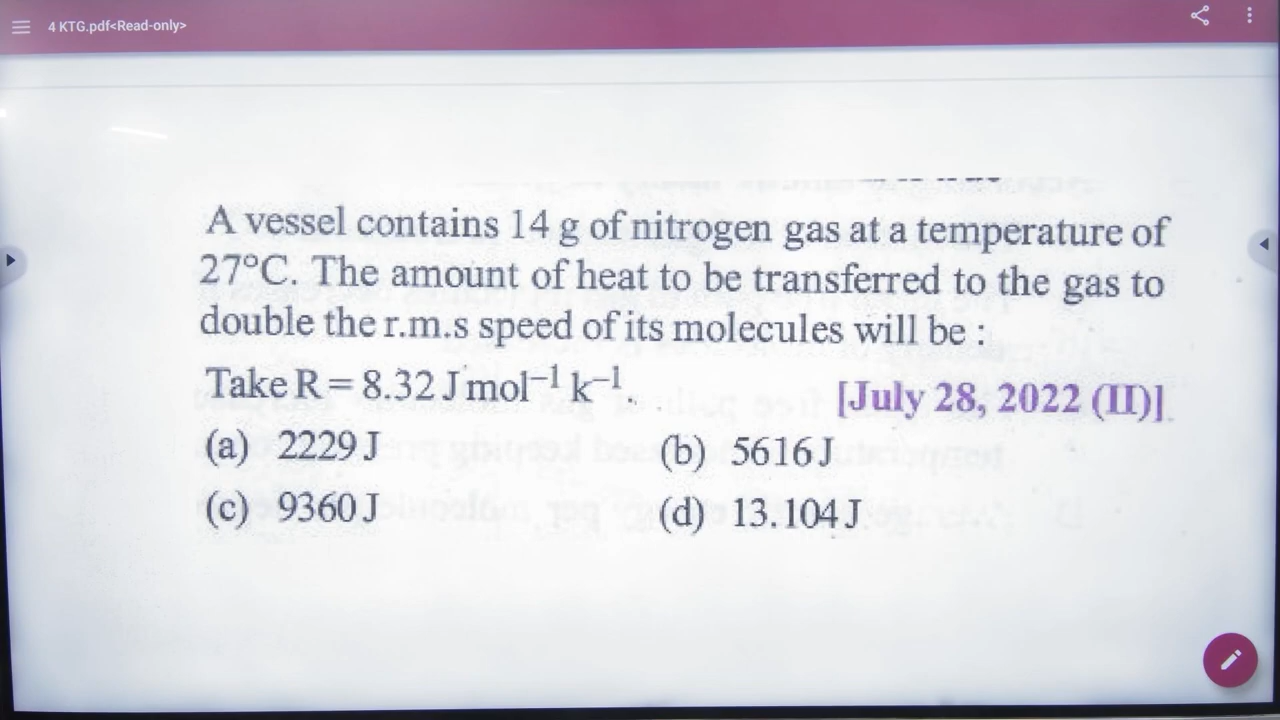 4 KTG.pdf<Read-only>
A vessel contains 14 g of nitrogen gas at a temperature of
27°C. The amount of heat to be transferred to the gas to
double the r.m.s speed of its molecules will be :
Take R = 8.32 J mol⁻¹ k⁻¹.
[July 28, 2022 (II)]
(a) 2229 J
(b) 5616 J
(c) 9360 J
(d) 13.104 J